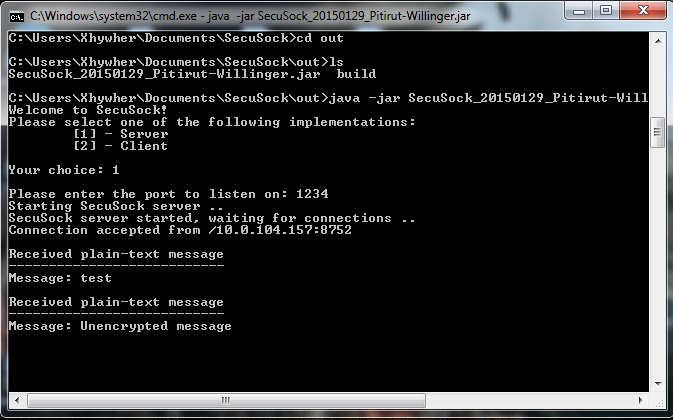 C:\Windows\system32\cmd.exe - java -jar SecuSock_20150129_Pitirut-Willinger.jar
C:\Users\Xhywher\Documents\SecuSock>cd out
C:\Users\Xhywher\Documents\SecuSock\out>ls
SecuSock_20150129_Pitirut-Willinger.jar  build
C:\Users\Xhywher\Documents\SecuSock\out>java -jar SecuSock_20150129_Pitirut-Will
Welcome to SecuSock!
Please select one of the following implementations:
[1] - Server
[2] - Client
Your choice: 1
Please enter the port to listen on: 1234
Starting SecuSock server ..
SecuSock server started, waiting for connections ..
Connection accepted from /10.0.104.157:8752
Received plain-text message
---------------------------
Message: test
Received plain-text message
---------------------------
Message: Unencrypted message